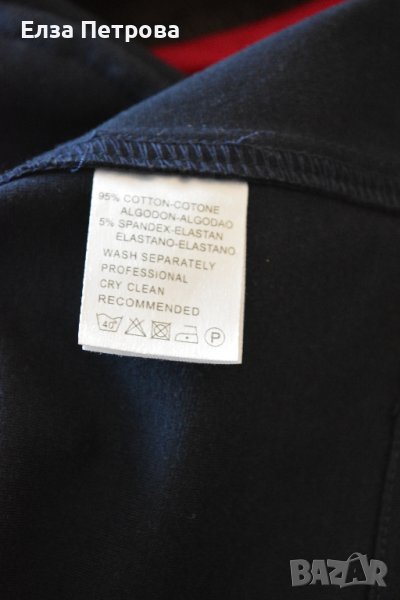 Елза Петрова
95% COTTON-COTONE
ALGODON-ALGODAO
5% SPANDEX-ELASTAN
ELASTANO-ELASTANO
WASH SEPARATELY
PROFESSIONAL
CRY CLEAN
RECOMMENDED
40° P
BAZAR